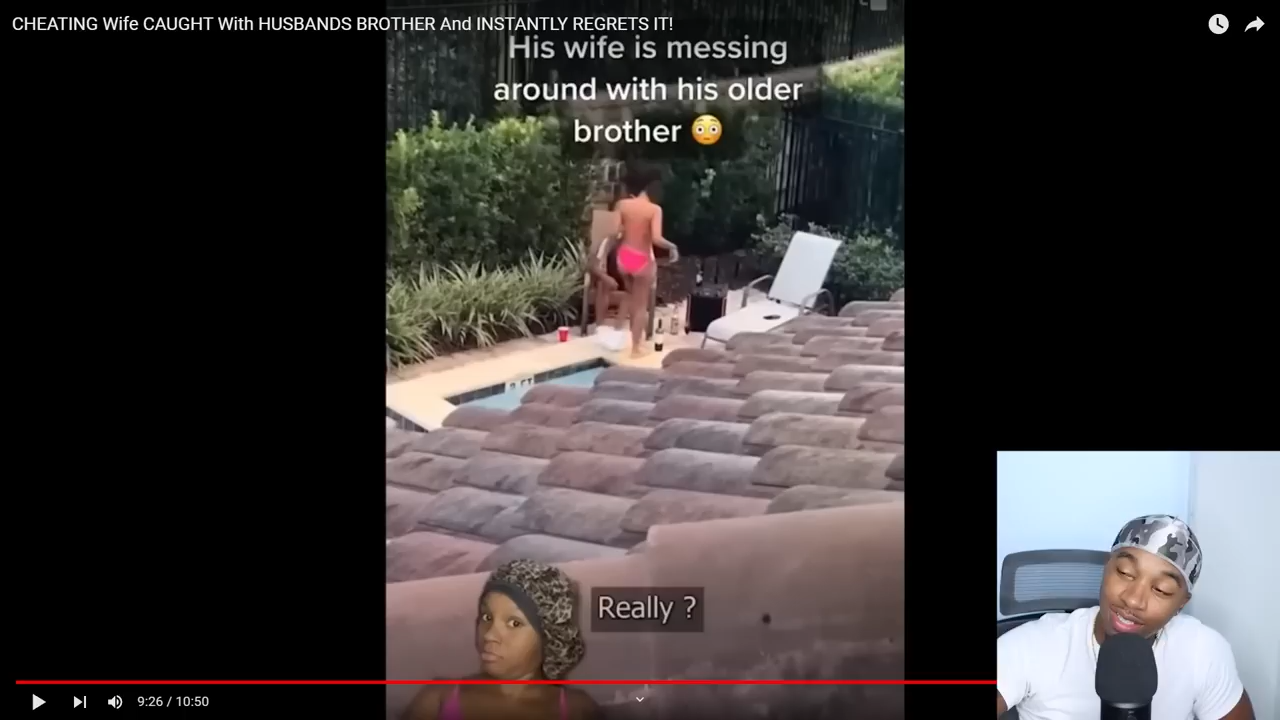 CHEATING Wife CAUGHT With HUSBANDS BROTHER And INSTANTLY REGRETS IT!
His wife is messing
around with his older
brother 😳
Really ?
9:26 / 10:50